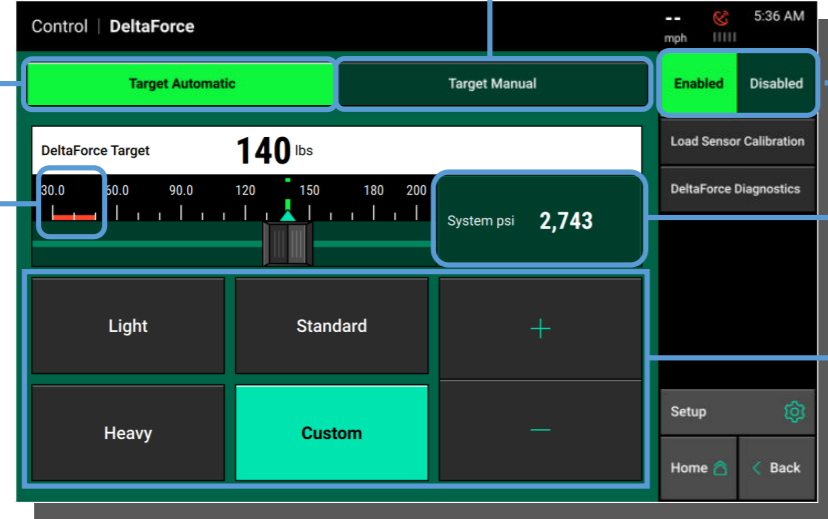 Control | DeltaForce
-- 5:36 AM
mph
Target Automatic Target Manual Enabled Disabled
DeltaForce Target 140 lbs
Load Sensor Calibration
30.0 60.0 90.0 120 150 180 200
DeltaForce Diagnostics
System psi 2,743
Light Standard +
Heavy Custom −
Setup
Home < Back